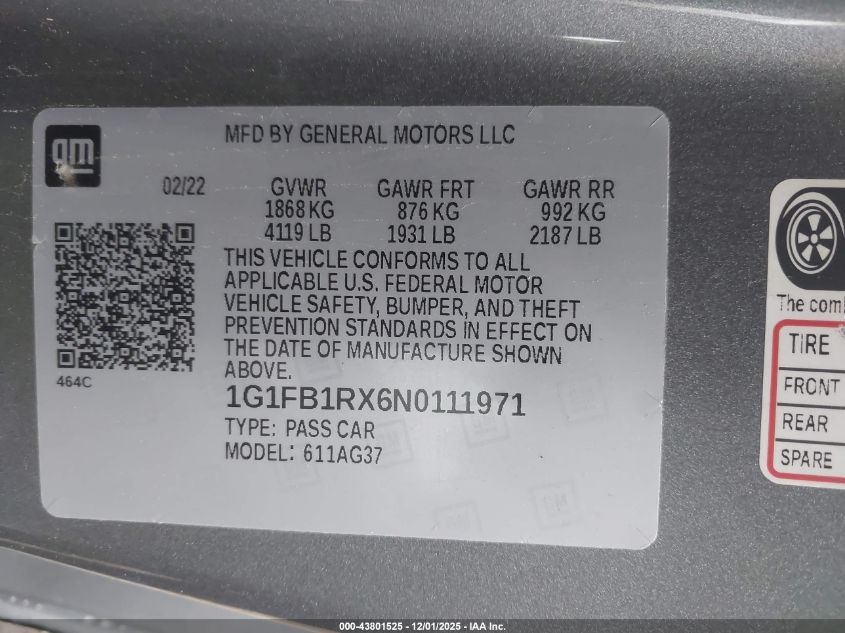 gm
MFD BY GENERAL MOTORS LLC
02/22 GVWR GAWR FRT GAWR RR
1868 KG 876 KG 992 KG
4119 LB 1931 LB 2187 LB
THIS VEHICLE CONFORMS TO ALL
APPLICABLE U.S. FEDERAL MOTOR
VEHICLE SAFETY, BUMPER, AND THEFT
PREVENTION STANDARDS IN EFFECT ON
THE DATE OF MANUFACTURE SHOWN
ABOVE.
464C
1G1FB1RX6N0111971
TYPE: PASS CAR
MODEL: 611AG37
The comb
TIRE
FRONT
REAR
SPARE
000-43801525 - 12/01/2025 - IAA Inc.